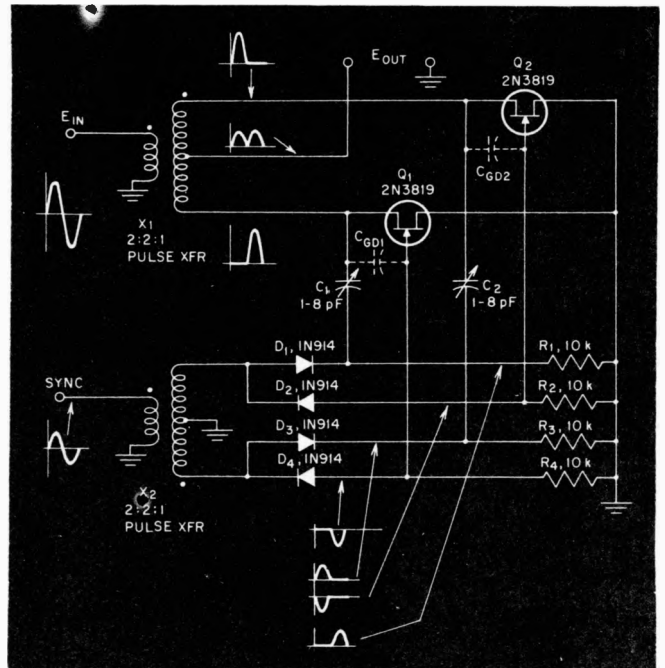 E OUT
Q2
2N3819
E IN
CGD2
Q1
2N3819
X1
2:2:1
PULSE XFR
CGD1
C1
1-8 pF
C2
1-8 pF
D1, 1N914
R1, 10 k
SYNC
D2, 1N914
R2, 10 k
D3, 1N914
R3, 10 k
D4, 1N914
R4, 10 k
X2
2:2:1
PULSE XFR